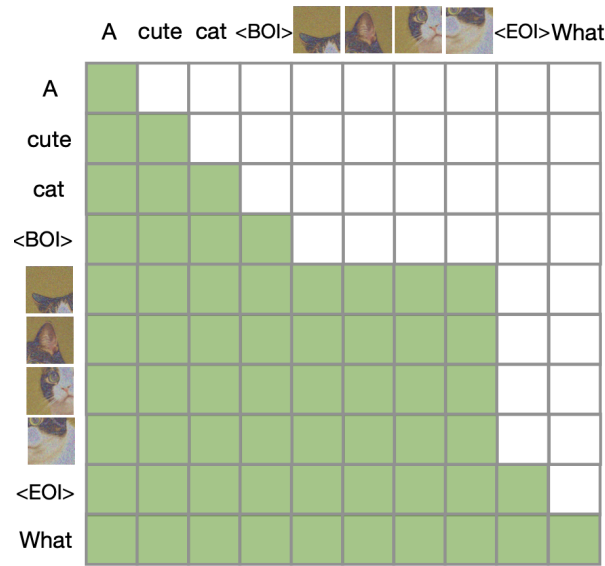 A cute cat <BOI> <EOI> What
A
cute
cat
<BOI>
<EOI>
What